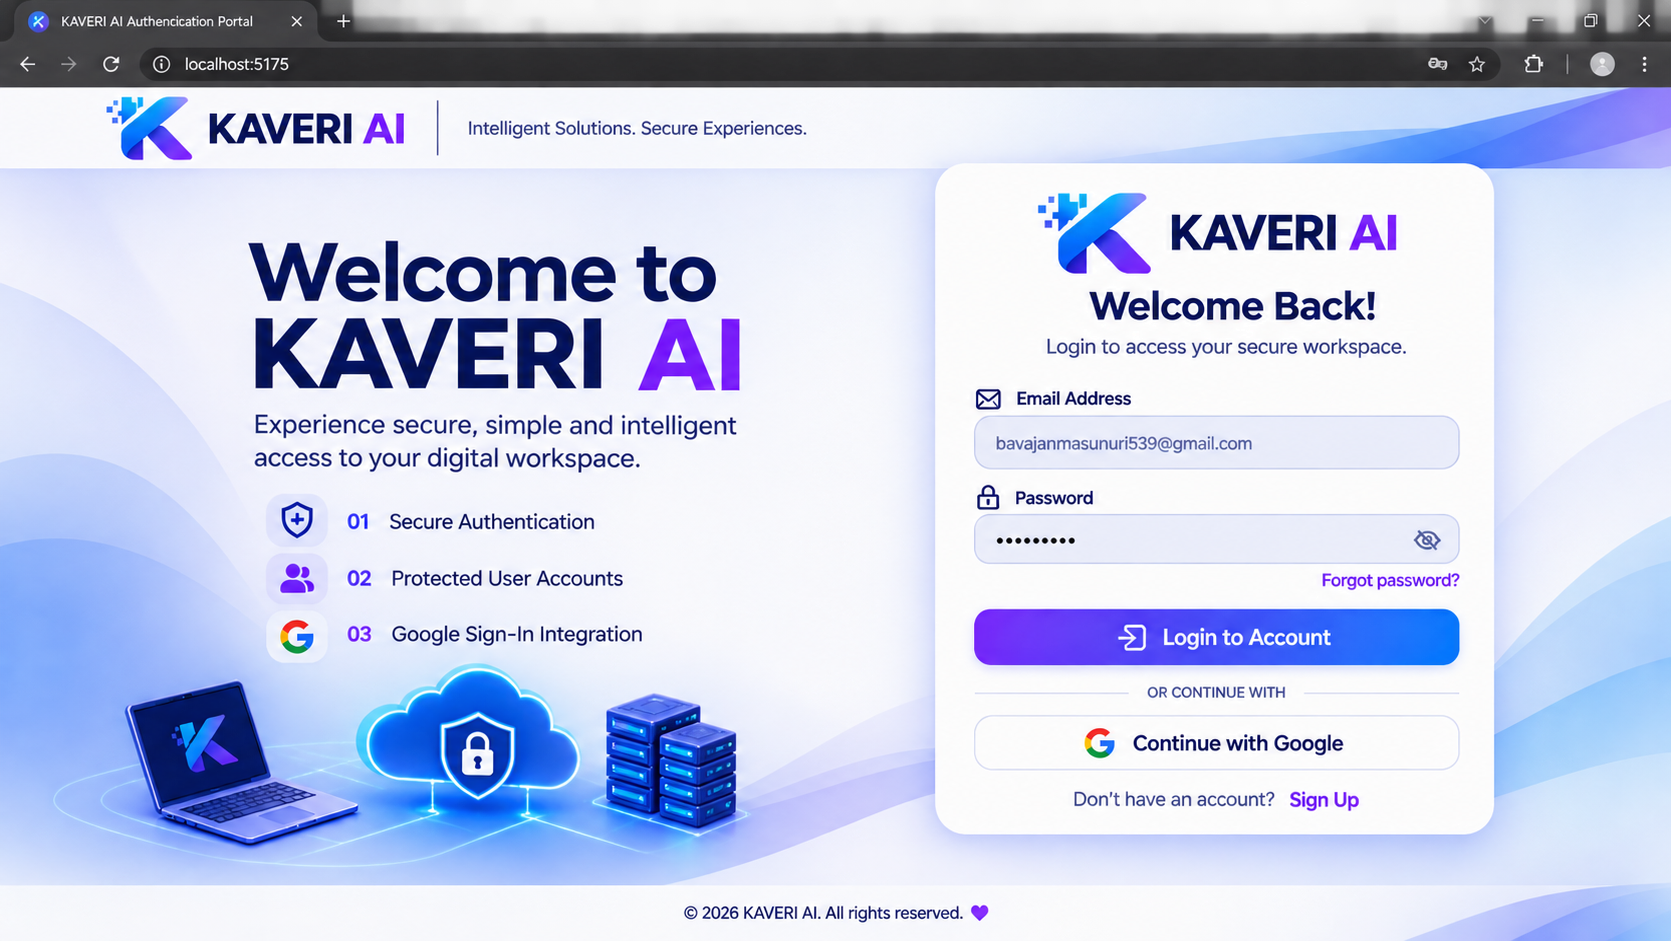 KAVERI AI Authencication Portal
localhost:5175
KAVERI AI
Intelligent Solutions. Secure Experiences.
Welcome to
KAVERI AI
Experience secure, simple and intelligent
access to your digital workspace.
01 Secure Authentication
02 Protected User Accounts
03 Google Sign-In Integration
KAVERI AI
Welcome Back!
Login to access your secure workspace.
Email Address
bavajanmasunuri539@gmail.com
Password
•••••••••
Forgot password?
Login to Account
OR CONTINUE WITH
Continue with Google
Don't have an account? Sign Up
© 2026 KAVERI AI. All rights reserved.